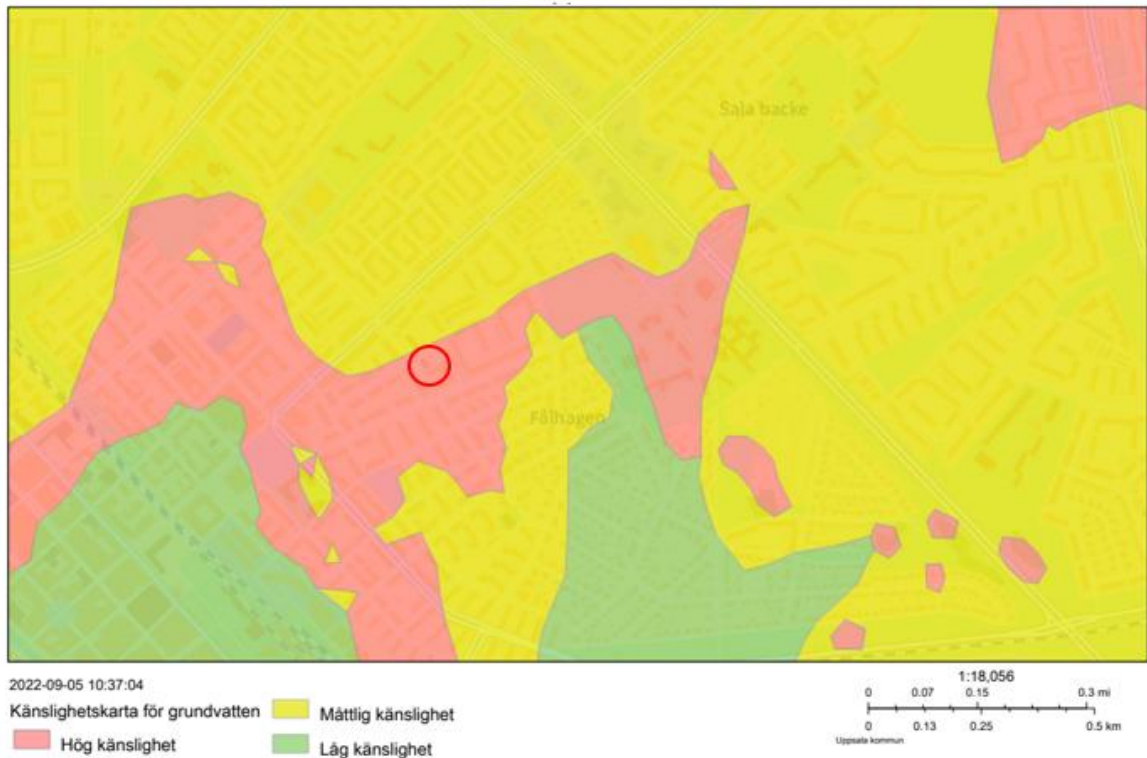 Sala backe
Fålhagen
2022-09-05 10:37:04
Känslighetskarta för grundvatten
Hög känslighet
Måttlig känslighet
Låg känslighet
1:18,056
0 0.07 0.15 0.3 mi
0 0.13 0.25 0.5 km
Uppsala kommun